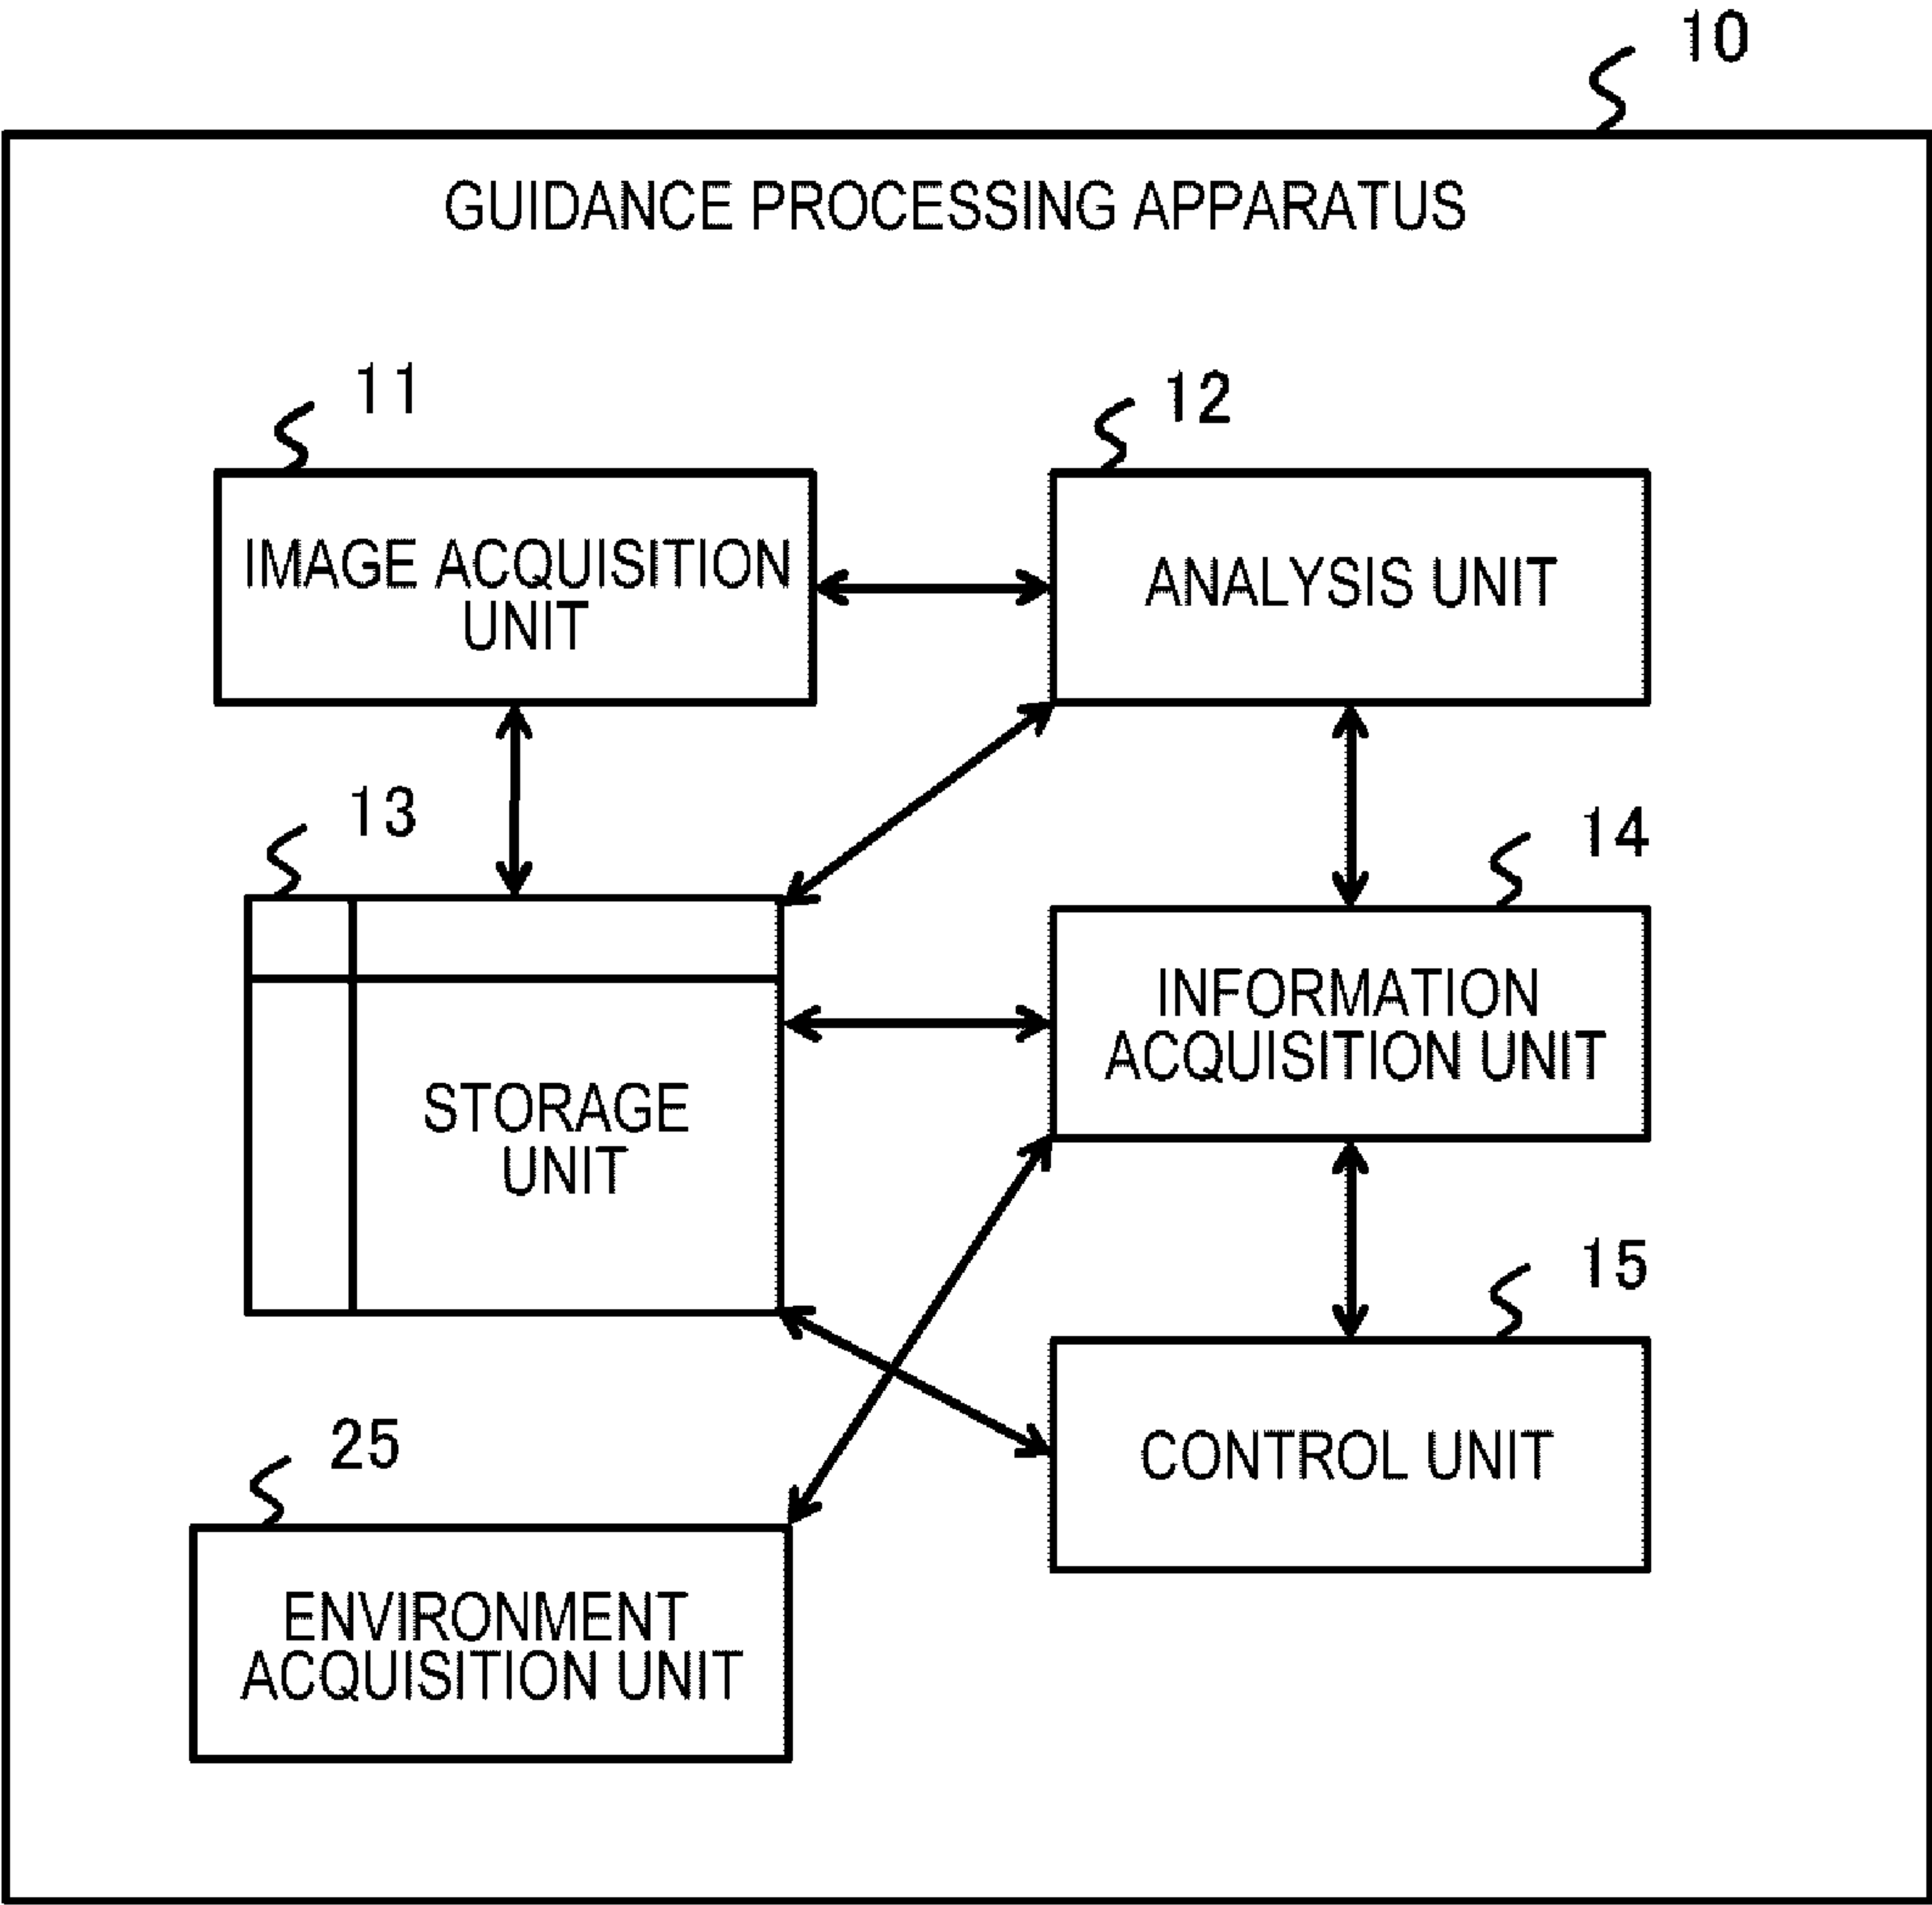 10
GUIDANCE PROCESSING APPARATUS
11
12
IMAGE ACQUISITION
UNIT
ANALYSIS UNIT
13
14
STORAGE
UNIT
INFORMATION
ACQUISITION UNIT
15
CONTROL UNIT
25
ENVIRONMENT
ACQUISITION UNIT